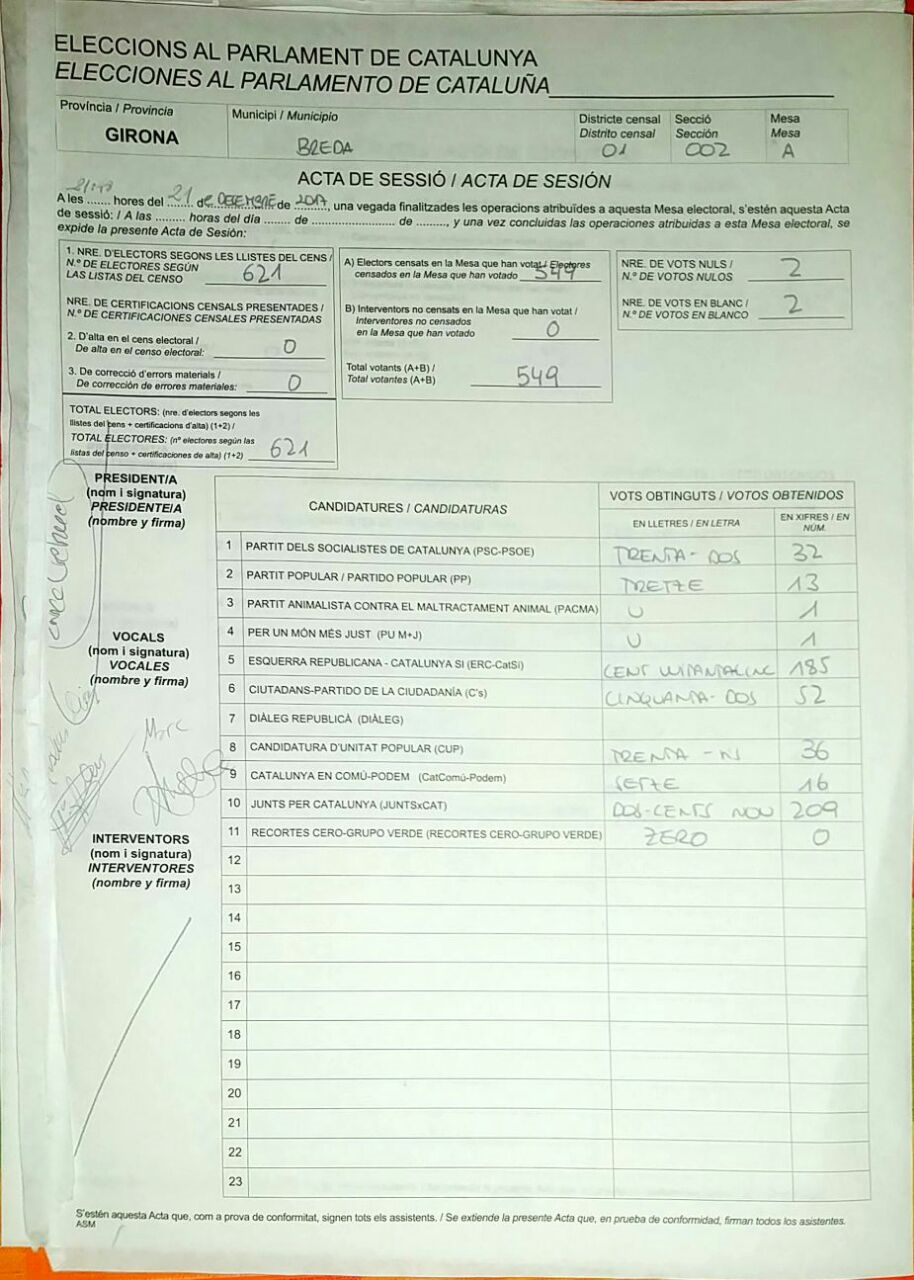 ELECCIONS AL PARLAMENT DE CATALUNYA
ELECCIONES AL PARLAMENTO DE CATALUÑA
Província / Provincia
GIRONA
Municipi / Municipio
BREDA
Districte censal
Distrito censal
01
Secció
Sección
002
Mesa
Mesa
A
ACTA DE SESSIÓ / ACTA DE SESIÓN
A les ....... hores del 21 de DESEMBRE de 2017, una vegada finalitzades les operacions atribuïdes a aquesta Mesa electoral, s'estén aquesta Acta
de sessió: / A las ......... horas del día ....... de .......................... de ........., y una vez concluidas las operaciones atribuidas a esta Mesa electoral, se
expide la presente Acta de Sesión:
1. NRE. D'ELECTORS SEGONS LES LLISTES DEL CENS /
N.º DE ELECTORES SEGÚN
LAS LISTAS DEL CENSO 621
NRE. DE CERTIFICACIONS CENSALS PRESENTADES /
N.º DE CERTIFICACIONES CENSALES PRESENTADAS
2. D'alta en el cens electoral /
De alta en el censo electoral: 0
3. De correcció d'errors materials /
De corrección de errores materiales: 0
TOTAL ELECTORS: (nre. d'electors segons les
llistes del cens + certificacions d'alta) (1+2) /
TOTAL ELECTORES: (nº electores según las
listas del censo + certificaciones de alta) (1+2) 621
A) Electors censats en la Mesa que han votat / Electores
censados en la Mesa que han votado 549
B) Interventors no censats en la Mesa que han votat /
Interventores no censados
en la Mesa que han votado 0
Total votants (A+B) /
Total votantes (A+B) 549
NRE. DE VOTS NULS /
N.º DE VOTOS NULOS 2
NRE. DE VOTS EN BLANC /
N.º DE VOTOS EN BLANCO 2
PRESIDENT/A
(nom i signatura)
PRESIDENTE/A
(nombre y firma)
VOCALS
(nom i signatura)
VOCALES
(nombre y firma)
Marc
INTERVENTORS
(nom i signatura)
INTERVENTORES
(nombre y firma)
CANDIDATURES / CANDIDATURAS
VOTS OBTINGUTS / VOTOS OBTENIDOS
EN LLETRES / EN LETRA
EN XIFRES / EN
NÚM.
1 PARTIT DELS SOCIALISTES DE CATALUNYA (PSC-PSOE) TRENTA-DOS 32
2 PARTIT POPULAR / PARTIDO POPULAR (PP) TRETZE 13
3 PARTIT ANIMALISTA CONTRA EL MALTRACTAMENT ANIMAL (PACMA) U 1
4 PER UN MÓN MÉS JUST (PU M+J) U 1
5 ESQUERRA REPUBLICANA - CATALUNYA SI (ERC-CatSí) CENT 185
6 CIUTADANS-PARTIDO DE LA CIUDADANÍA (C's) CINQUANTA-DOS 52
7 DIÀLEG REPUBLICÀ (DIÀLEG)
8 CANDIDATURA D'UNITAT POPULAR (CUP) TRENTA - 36
9 CATALUNYA EN COMÚ-PODEM (CatComú-Podem) SETZE 16
10 JUNTS PER CATALUNYA (JUNTSxCAT) DOS-CENTS NOU 209
11 RECORTES CERO-GRUPO VERDE (RECORTES CERO-GRUPO VERDE) ZERO 0
12
13
14
15
16
17
18
19
20
21
22
23
S'estén aquesta Acta que, com a prova de conformitat, signen tots els assistents. / Se extiende la presente Acta que, en prueba de conformidad, firman todos los asistentes.
ASM